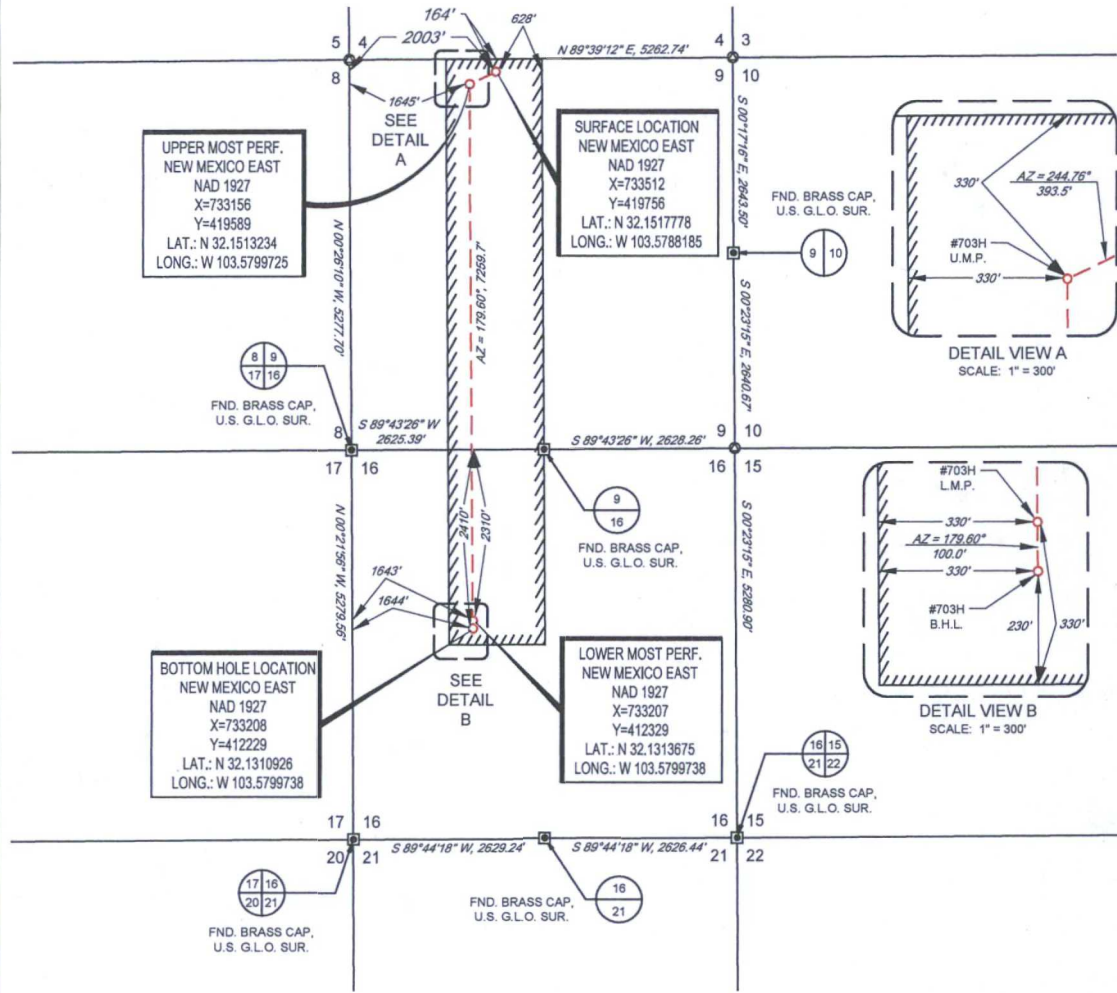 164'
628'
5 4
2003'
N 89°39'12" E, 5262.74'
4 3
8
9 10
1645'
SEE
DETAIL
A
UPPER MOST PERF.
NEW MEXICO EAST
NAD 1927
X=733156
Y=419589
LAT.: N 32.1513234
LONG.: W 103.5799725
SURFACE LOCATION
NEW MEXICO EAST
NAD 1927
X=733512
Y=419756
LAT.: N 32.1517778
LONG.: W 103.5788185
S 00°17'16" E, 2643.50'
FND. BRASS CAP,
U.S. G.L.O. SUR.
9 10
330'
AZ = 244.76°
393.5'
#703H
U.M.P.
330'
DETAIL VIEW A
SCALE: 1" = 300'
N 00°26'10" W, 5277.70'
AZ = 179.60°, 7269.7'
S 00°23'15" E, 2640.67'
8 9
17 16
FND. BRASS CAP,
U.S. G.L.O. SUR.
8
S 89°43'26" W
2625.39'
S 89°43'26" W, 2628.26'
9 10
17 16
16 15
9
16
FND. BRASS CAP,
U.S. G.L.O. SUR.
2410'
2310'
N 00°21'56" W, 5279.56'
S 00°23'15" E, 5280.90'
1643'
1644'
#703H
L.M.P.
330'
AZ = 179.60°
100.0'
330'
#703H
B.H.L.
230'
330'
DETAIL VIEW B
SCALE: 1" = 300'
BOTTOM HOLE LOCATION
NEW MEXICO EAST
NAD 1927
X=733208
Y=412229
LAT.: N 32.1310926
LONG.: W 103.5799738
SEE
DETAIL
B
LOWER MOST PERF.
NEW MEXICO EAST
NAD 1927
X=733207
Y=412329
LAT.: N 32.1313675
LONG.: W 103.5799738
16 15
21 22
FND. BRASS CAP,
U.S. G.L.O. SUR.
17 16
16 15
20 21
S 89°44'18" W, 2629.24'
S 89°44'18" W, 2626.44'
21 22
17 16
20 21
FND. BRASS CAP,
U.S. G.L.O. SUR.
FND. BRASS CAP,
U.S. G.L.O. SUR.
16
21